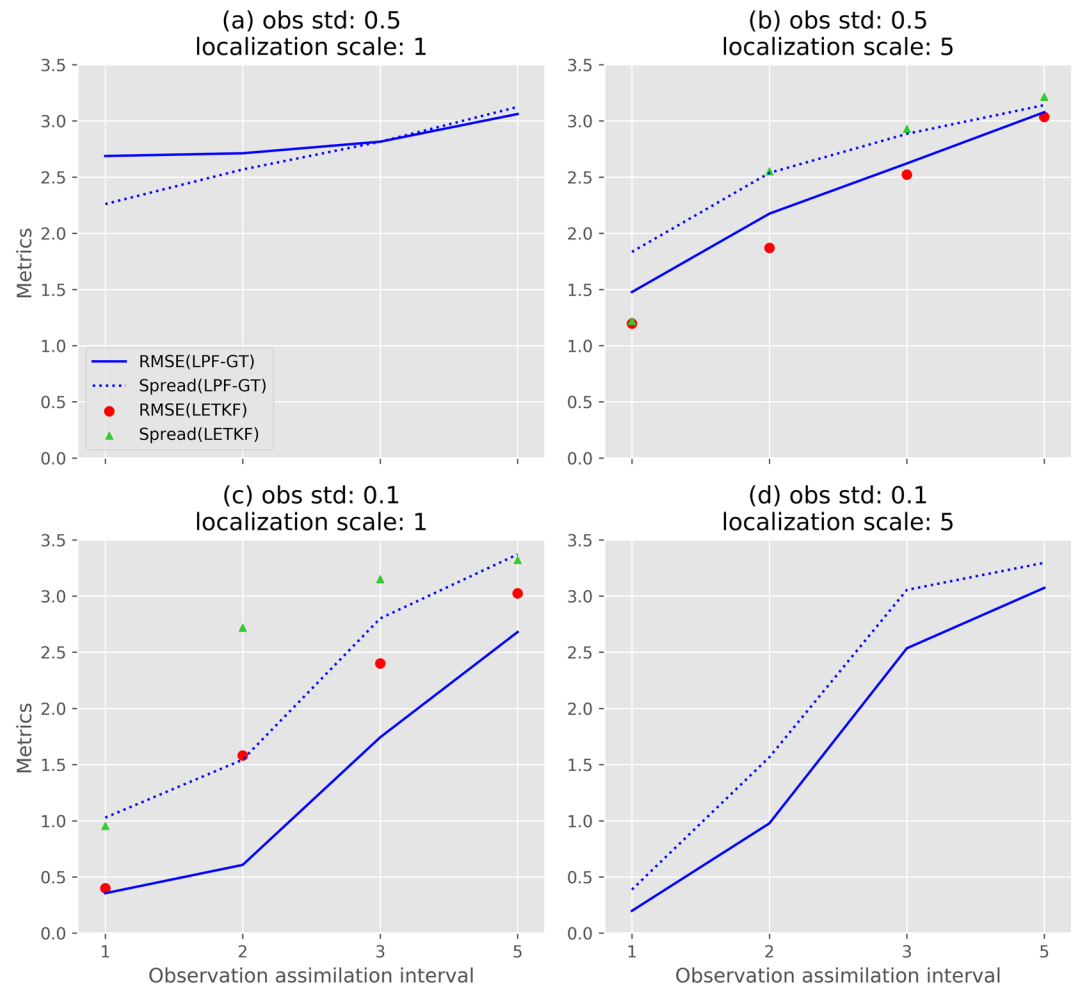 (a) obs std: 0.5
localization scale: 1
3.5
3.0
2.5
2.0
1.5
1.0
0.5
0.0
Metrics
RMSE(LPF-GT)
Spread(LPF-GT)
RMSE(LETKF)
Spread(LETKF)
(b) obs std: 0.5
localization scale: 5
3.5
3.0
2.5
2.0
1.5
1.0
0.5
0.0
(c) obs std: 0.1
localization scale: 1
3.5
3.0
2.5
2.0
1.5
1.0
0.5
0.0
Metrics
1 2 3 5
Observation assimilation interval
(d) obs std: 0.1
localization scale: 5
3.5
3.0
2.5
2.0
1.5
1.0
0.5
0.0
1 2 3 5
Observation assimilation interval